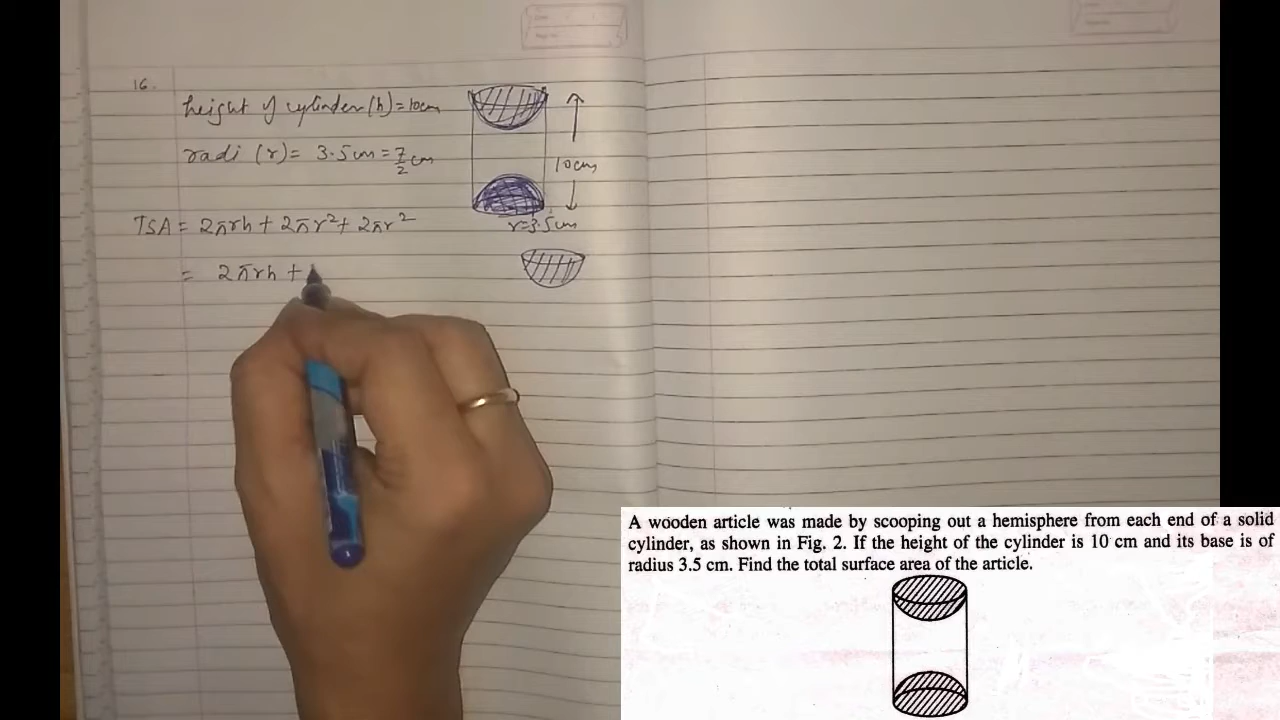 16.
height of cylinder (h) = 10cm
radi (r) = 3.5cm = 7/2 cm
10cm
TSA = 2πrh + 2πr² + 2πr²
r=3.5cm
= 2πrh +
A wooden article was made by scooping out a hemisphere from each end of a solid
cylinder, as shown in Fig. 2. If the height of the cylinder is 10 cm and its base is of
radius 3.5 cm. Find the total surface area of the article.